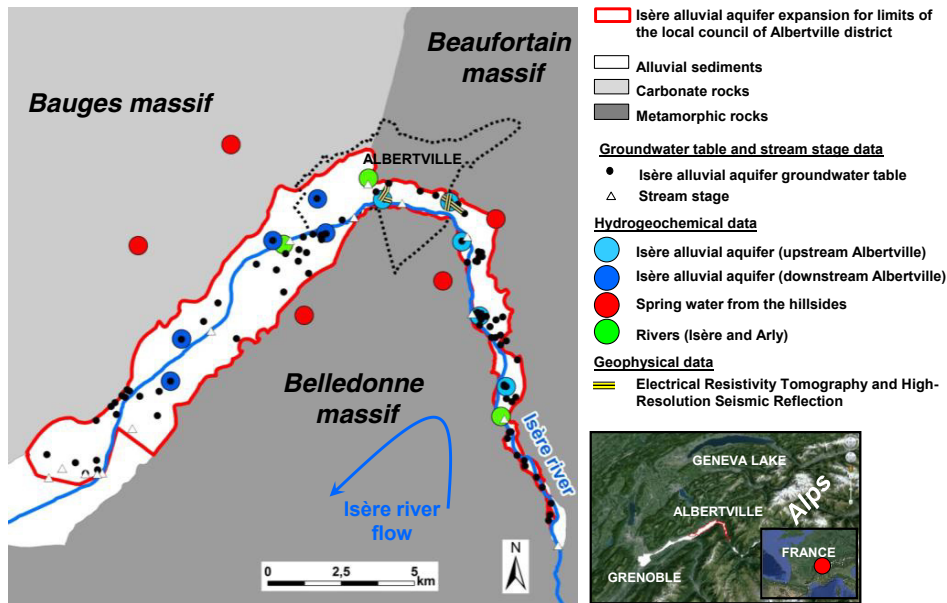 Beaufortain
massif
Bauges massif
ALBERTVILLE
Belledonne
massif
Isère river
Isère river
flow
N
0 2,5 5
km
Isère alluvial aquifer expansion for limits of
the local council of Albertville district
Alluvial sediments
Carbonate rocks
Metamorphic rocks
Groundwater table and stream stage data
Isère alluvial aquifer groundwater table
Stream stage
Hydrogeochemical data
Isère alluvial aquifer (upstream Albertville)
Isère alluvial aquifer (downstream Albertville)
Spring water from the hillsides
Rivers (Isère and Arly)
Geophysical data
Electrical Resistivity Tomography and High-
Resolution Seismic Reflection
GENEVA LAKE
Alps
ALBERTVILLE
FRANCE
GRENOBLE